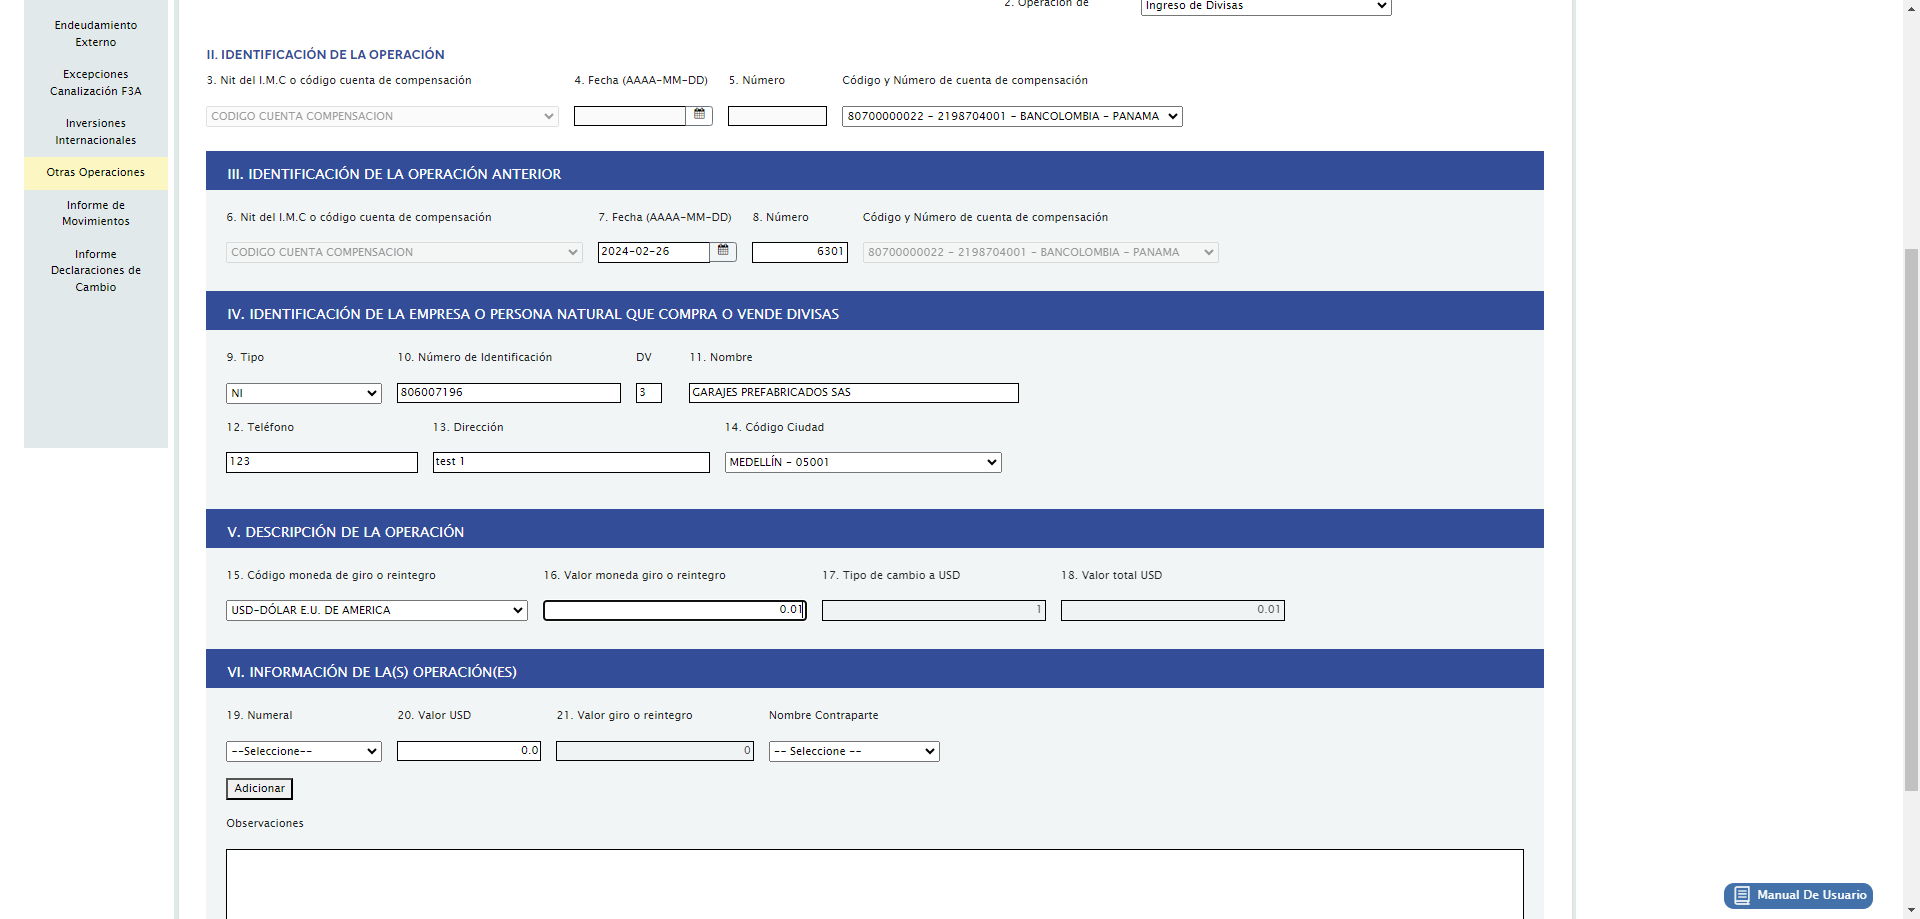 2. Operación de
Ingreso de Divisas
Endeudamiento
Externo
Excepciones
Canalización F3A
Inversiones
Internacionales
Otras Operaciones
Informe de
Movimientos
Informe
Declaraciones de
Cambio
II. IDENTIFICACIÓN DE LA OPERACIÓN
3. Nit del I.M.C o código cuenta de compensación
4. Fecha (AAAA-MM-DD)
5. Número
Código y Número de cuenta de compensación
CODIGO CUENTA COMPENSACION
80700000022 - 2198704001 - BANCOLOMBIA - PANAMA
III. IDENTIFICACIÓN DE LA OPERACIÓN ANTERIOR
6. Nit del I.M.C o código cuenta de compensación
7. Fecha (AAAA-MM-DD)
8. Número
Código y Número de cuenta de compensación
CODIGO CUENTA COMPENSACION
2024-02-26
6301
80700000022 - 2198704001 - BANCOLOMBIA - PANAMA
IV. IDENTIFICACIÓN DE LA EMPRESA O PERSONA NATURAL QUE COMPRA O VENDE DIVISAS
9. Tipo
10. Número de Identificación
DV
11. Nombre
NI
806007196
3
GARAJES PREFABRICADOS SAS
12. Teléfono
13. Dirección
14. Código Ciudad
123
test 1
MEDELLÍN - 05001
V. DESCRIPCIÓN DE LA OPERACIÓN
15. Código moneda de giro o reintegro
16. Valor moneda giro o reintegro
17. Tipo de cambio a USD
18. Valor total USD
USD-DÓLAR E.U. DE AMERICA
0.01
1
0.01
VI. INFORMACIÓN DE LA(S) OPERACIÓN(ES)
19. Numeral
20. Valor USD
21. Valor giro o reintegro
Nombre Contraparte
--Seleccione--
0.0
0
-- Seleccione --
Adicionar
Observaciones
Manual De Usuario